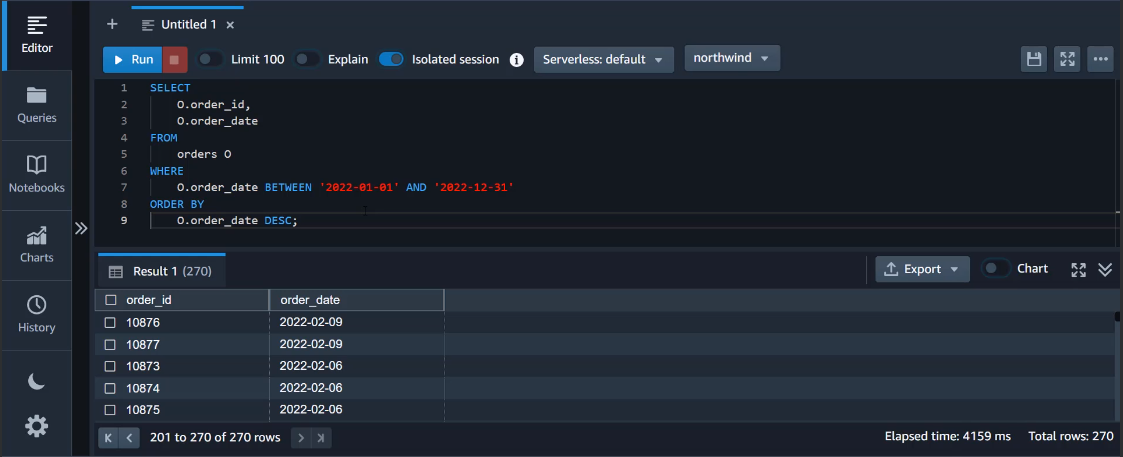 Editor
Queries
Notebooks
Charts
History
+ Untitled 1 ×
Run Limit 100 Explain Isolated session i Serverless: default northwind
1 SELECT
2 O.order_id,
3 O.order_date
4 FROM
5 orders O
6 WHERE
7 O.order_date BETWEEN '2022-01-01' AND '2022-12-31'
8 ORDER BY
9 O.order_date DESC;
Result 1 (270) Export Chart
order_id order_date
10876 2022-02-09
10877 2022-02-09
10873 2022-02-06
10874 2022-02-06
10875 2022-02-06
201 to 270 of 270 rows Elapsed time: 4159 ms Total rows: 270